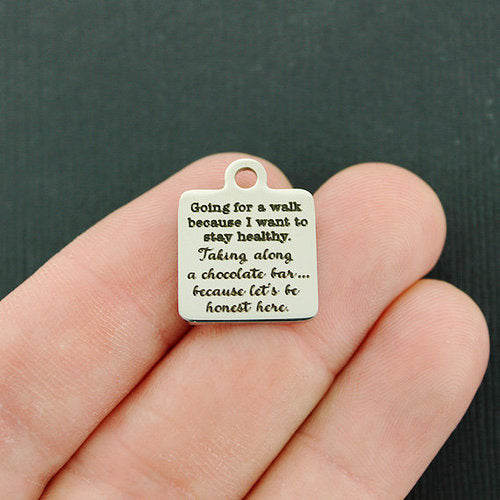 Going for a walk
because I want to
stay healthy.
Taking along
a chocolate bar...
because let's be
honest here.